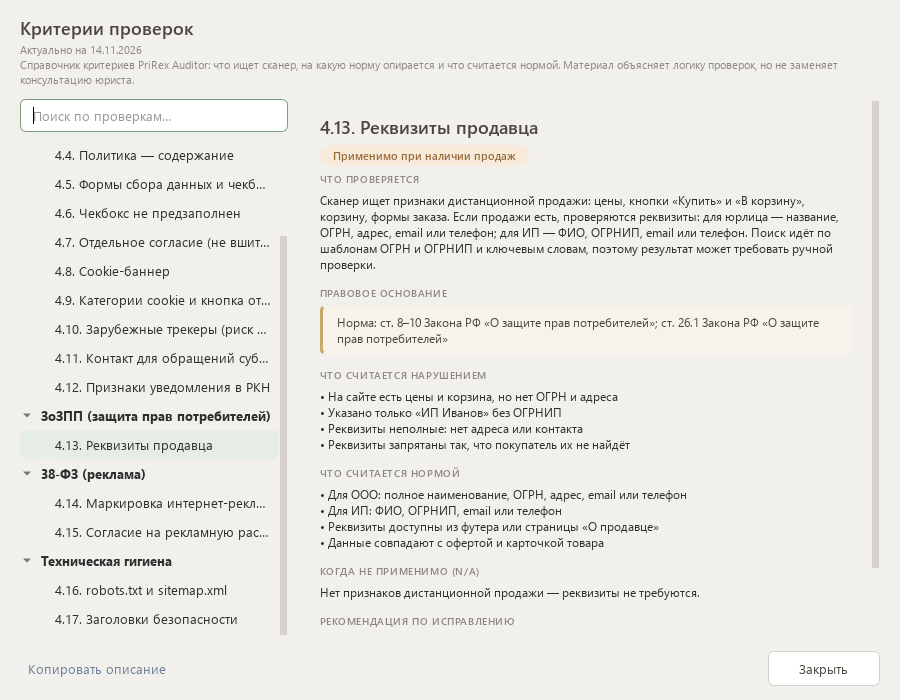 Критерии проверок
Актуально на 14.11.2026
Справочник критериев PriRex Auditor: что ищет сканер, на какую норму опирается и что считается нормой. Материал объясняет логику проверок, но не заменяет
консультацию юриста.
Поиск по проверкам...
4.4. Политика — содержание
4.5. Формы сбора данных и чекб...
4.6. Чекбокс не предзаполнен
4.7. Отдельное согласие (не вшит...
4.8. Cookie-баннер
4.9. Категории cookie и кнопка от...
4.10. Зарубежные трекеры (риск ...
4.11. Контакт для обращений суб...
4.12. Признаки уведомления в РКН
ЗоЗПП (защита прав потребителей)
4.13. Реквизиты продавца
38-ФЗ (реклама)
4.14. Маркировка интернет-рекл...
4.15. Согласие на рекламную рас...
Техническая гигиена
4.16. robots.txt и sitemap.xml
4.17. Заголовки безопасности
4.13. Реквизиты продавца
Применимо при наличии продаж
ЧТО ПРОВЕРЯЕТСЯ
Сканер ищет признаки дистанционной продажи: цены, кнопки «Купить» и «В корзину»,
корзину, формы заказа. Если продажи есть, проверяются реквизиты: для юрлица — название,
ОГРН, адрес, email или телефон; для ИП — ФИО, ОГРНИП, email или телефон. Поиск идёт по
шаблонам ОГРН и ОГРНИП и ключевым словам, поэтому результат может требовать ручной
проверки.
ПРАВОВОЕ ОСНОВАНИЕ
Норма: ст. 8–10 Закона РФ «О защите прав потребителей»; ст. 26.1 Закона РФ «О защите
прав потребителей»
ЧТО СЧИТАЕТСЯ НАРУШЕНИЕМ
• На сайте есть цены и корзина, но нет ОГРН и адреса
• Указано только «ИП Иванов» без ОГРНИП
• Реквизиты неполные: нет адреса или контакта
• Реквизиты запрятаны так, что покупатель их не найдёт
ЧТО СЧИТАЕТСЯ НОРМОЙ
• Для ООО: полное наименование, ОГРН, адрес, email или телефон
• Для ИП: ФИО, ОГРНИП, email или телефон
• Реквизиты доступны из футера или страницы «О продавце»
• Данные совпадают с офертой и карточкой товара
КОГДА НЕ ПРИМЕНИМО (N/A)
Нет признаков дистанционной продажи — реквизиты не требуются.
РЕКОМЕНДАЦИЯ ПО ИСПРАВЛЕНИЮ
Копировать описание
Закрыть